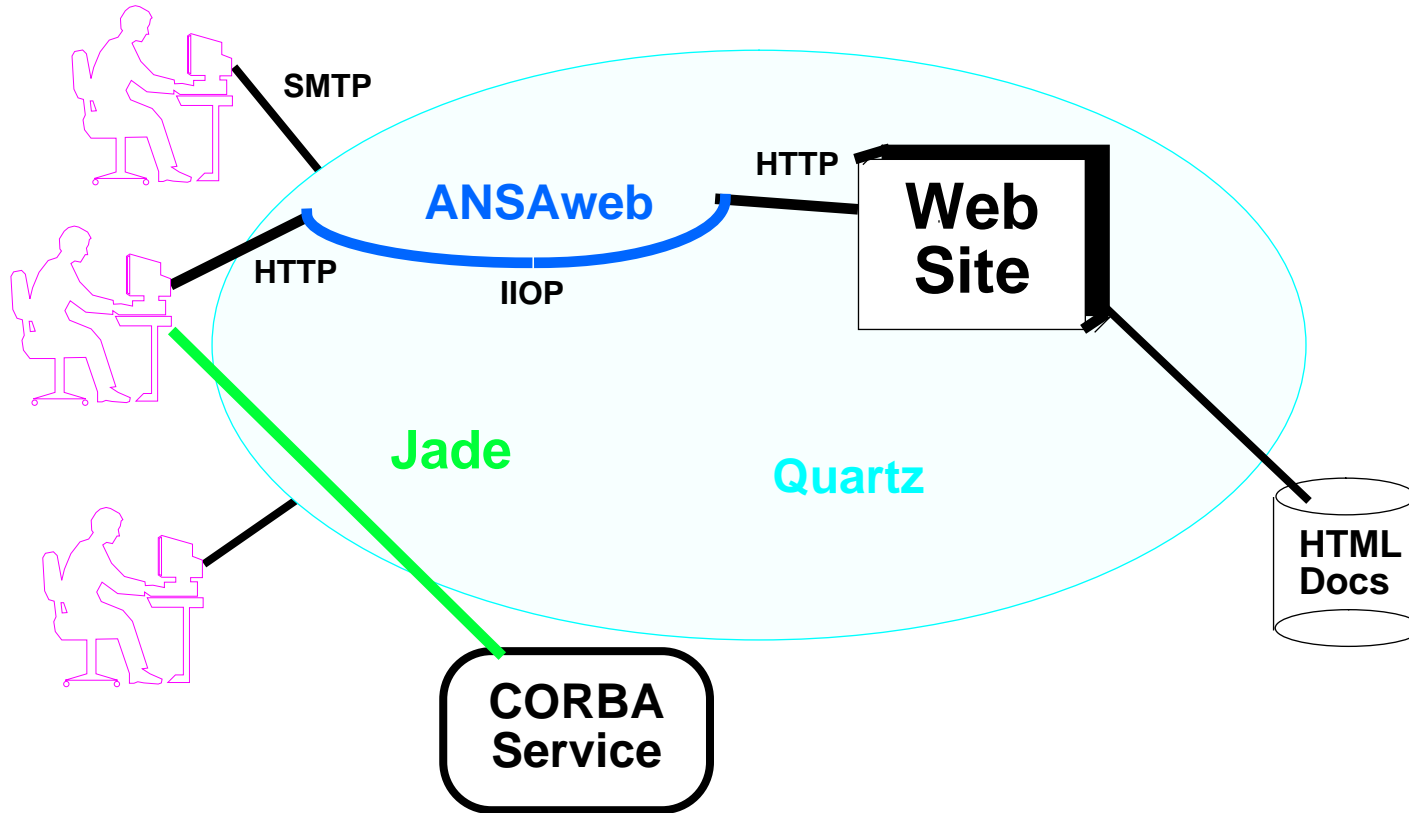 SMTP
HTTP
ANSAweb
Web
Site
HTTP
IIOP
Jade
Quartz
HTML
Docs
CORBA
Service